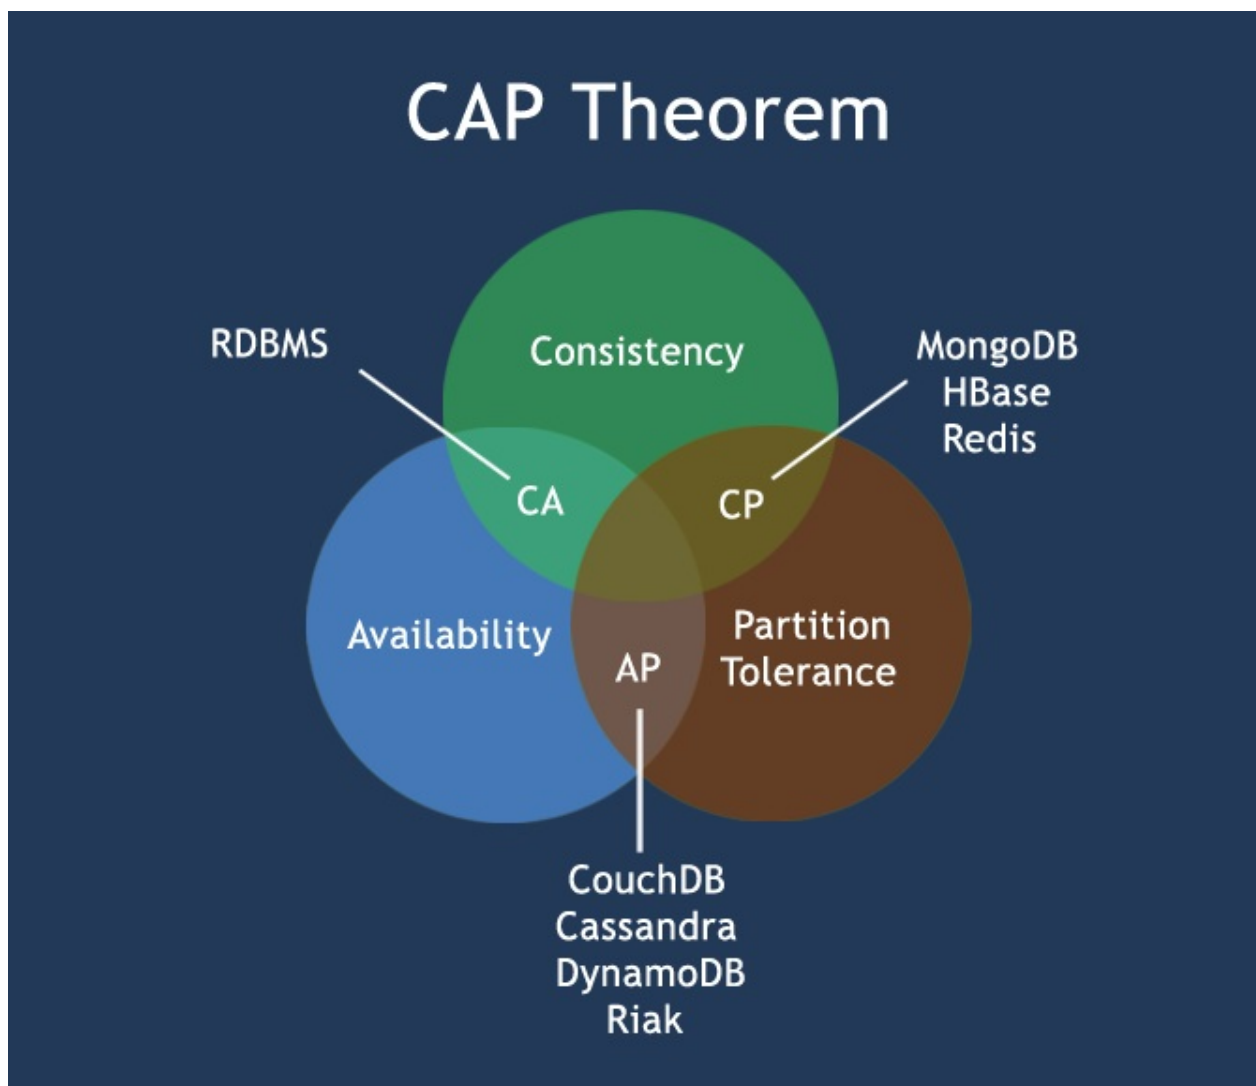 CAP Theorem
RDBMS
Consistency
MongoDB
HBase
Redis
CA
CP
Availability
Partition
Tolerance
AP
CouchDB
Cassandra
DynamoDB
Riak